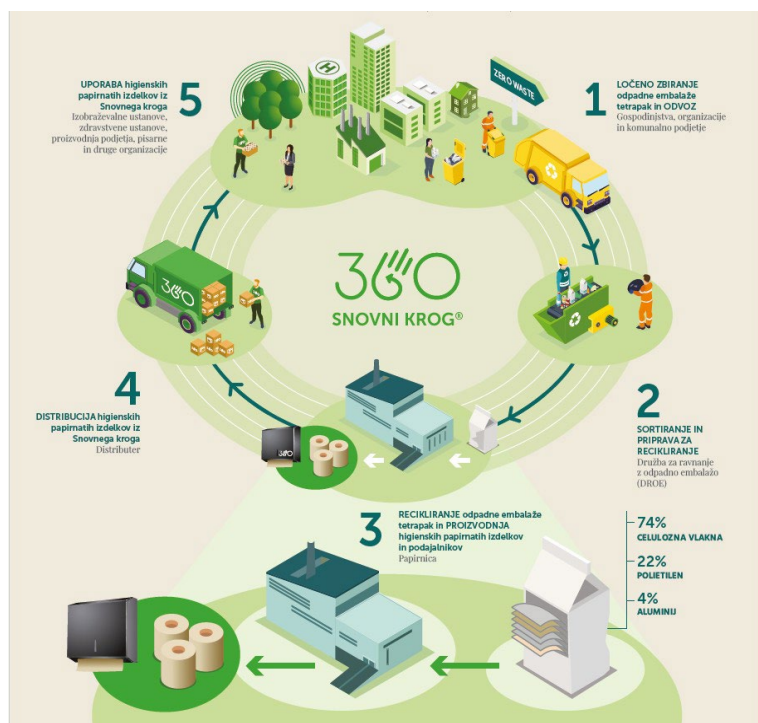 ZERO WASTE
1
LOČENO ZBIRANJE
odpadne embalaže
tetrapak in ODVOZ
Gospodinjstva, organizacije
in komunalno podjetje
2
SORTIRANJE IN
PRIPRAVA ZA
RECIKLIRANJE
Družba za ravnanje
z odpadno embalažo
(DROE)
3
RECIKLIRANJE odpadne embalaže
tetrapak in PROIZVODNJA
higienskih papirnatih izdelkov
in podajalnikov
Papirnica
4
DISTRIBUCIJA higienskih
papirnatih izdelkov iz
Snovnega kroga
Distributer
5
UPORABA higienskih
papirnatih izdelkov iz
Snovnega kroga
Izobraževalne ustanove,
zdravstvene ustanove,
proizvodnja podjetja, pisarne
in druge organizacije
H
360
SNOVNI KROG®
360
360
74%
CELULOZNA VLAKNA
22%
POLIETILEN
4%
ALUMINIJ